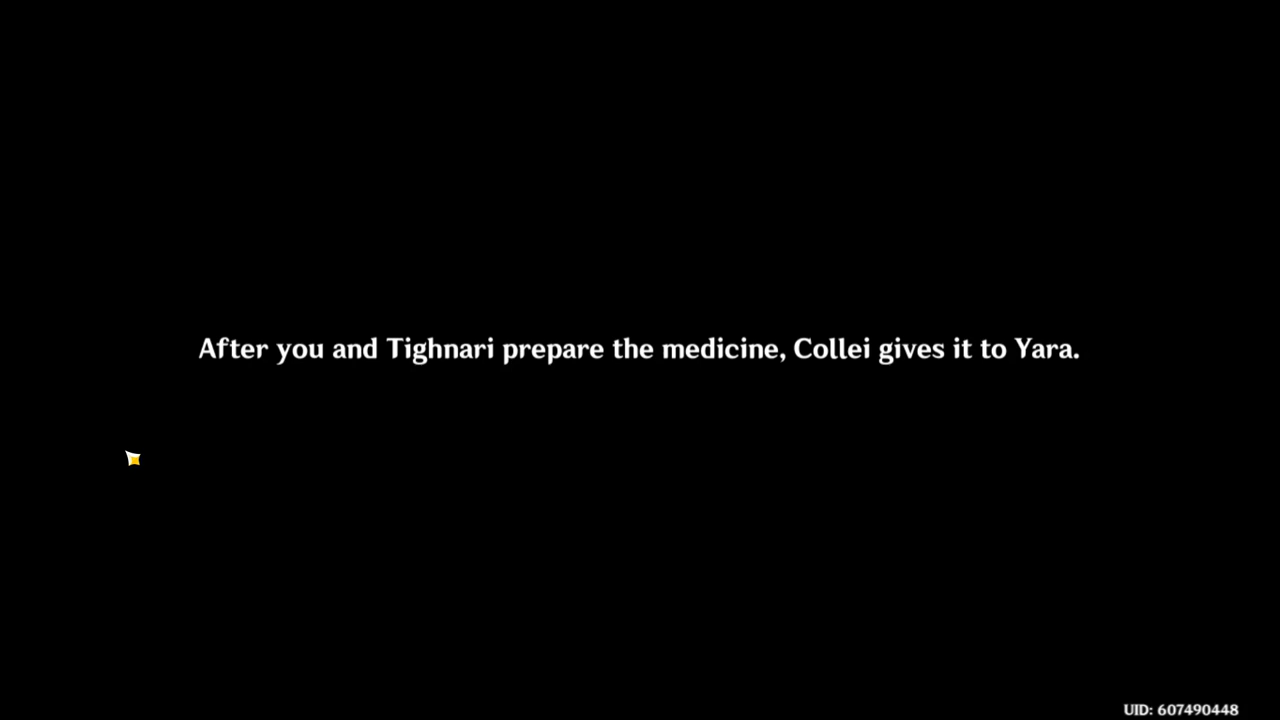 After you and Tighnari prepare the medicine, Collei gives it to Yara.
UID: 607490448